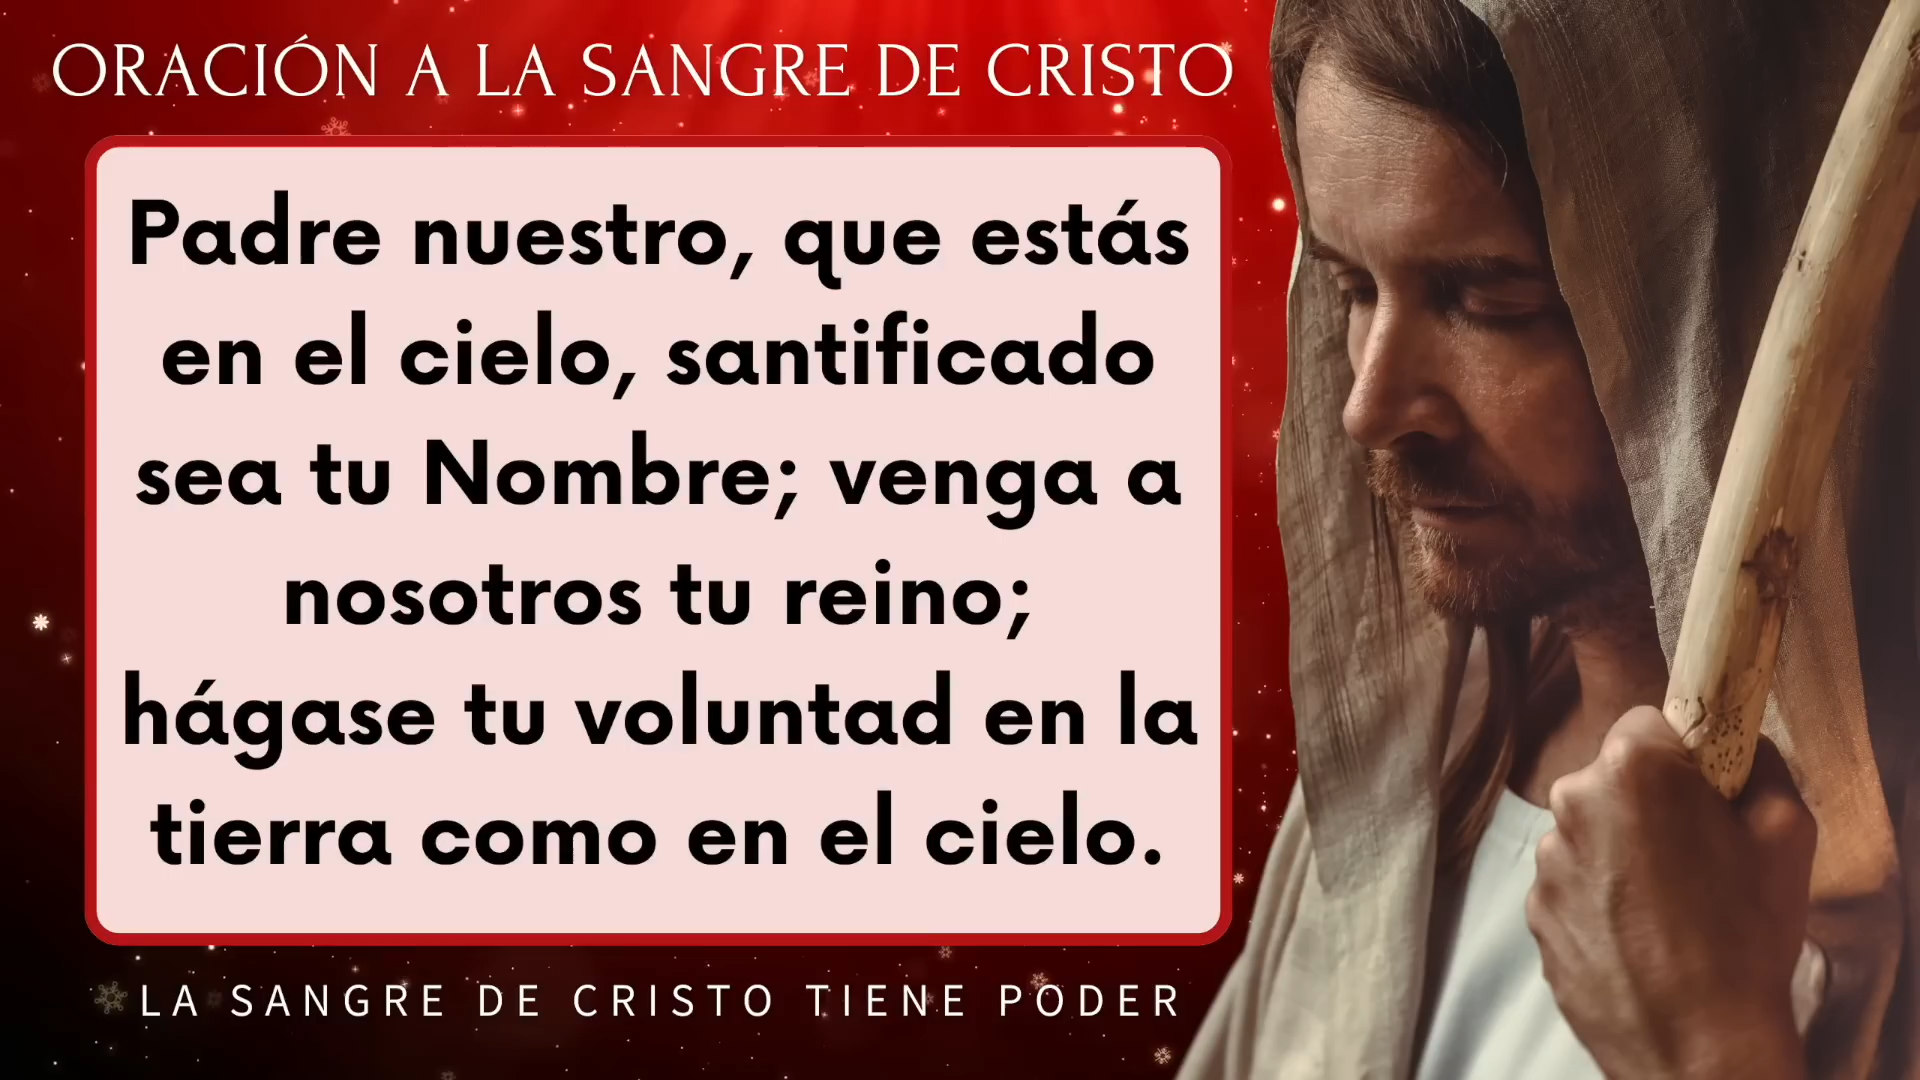 ORACIÓN A LA SANGRE DE CRISTO
Padre nuestro, que estás
en el cielo, santificado
sea tu Nombre; venga a
nosotros tu reino;
hágase tu voluntad en la
tierra como en el cielo.
LA SANGRE DE CRISTO TIENE PODER